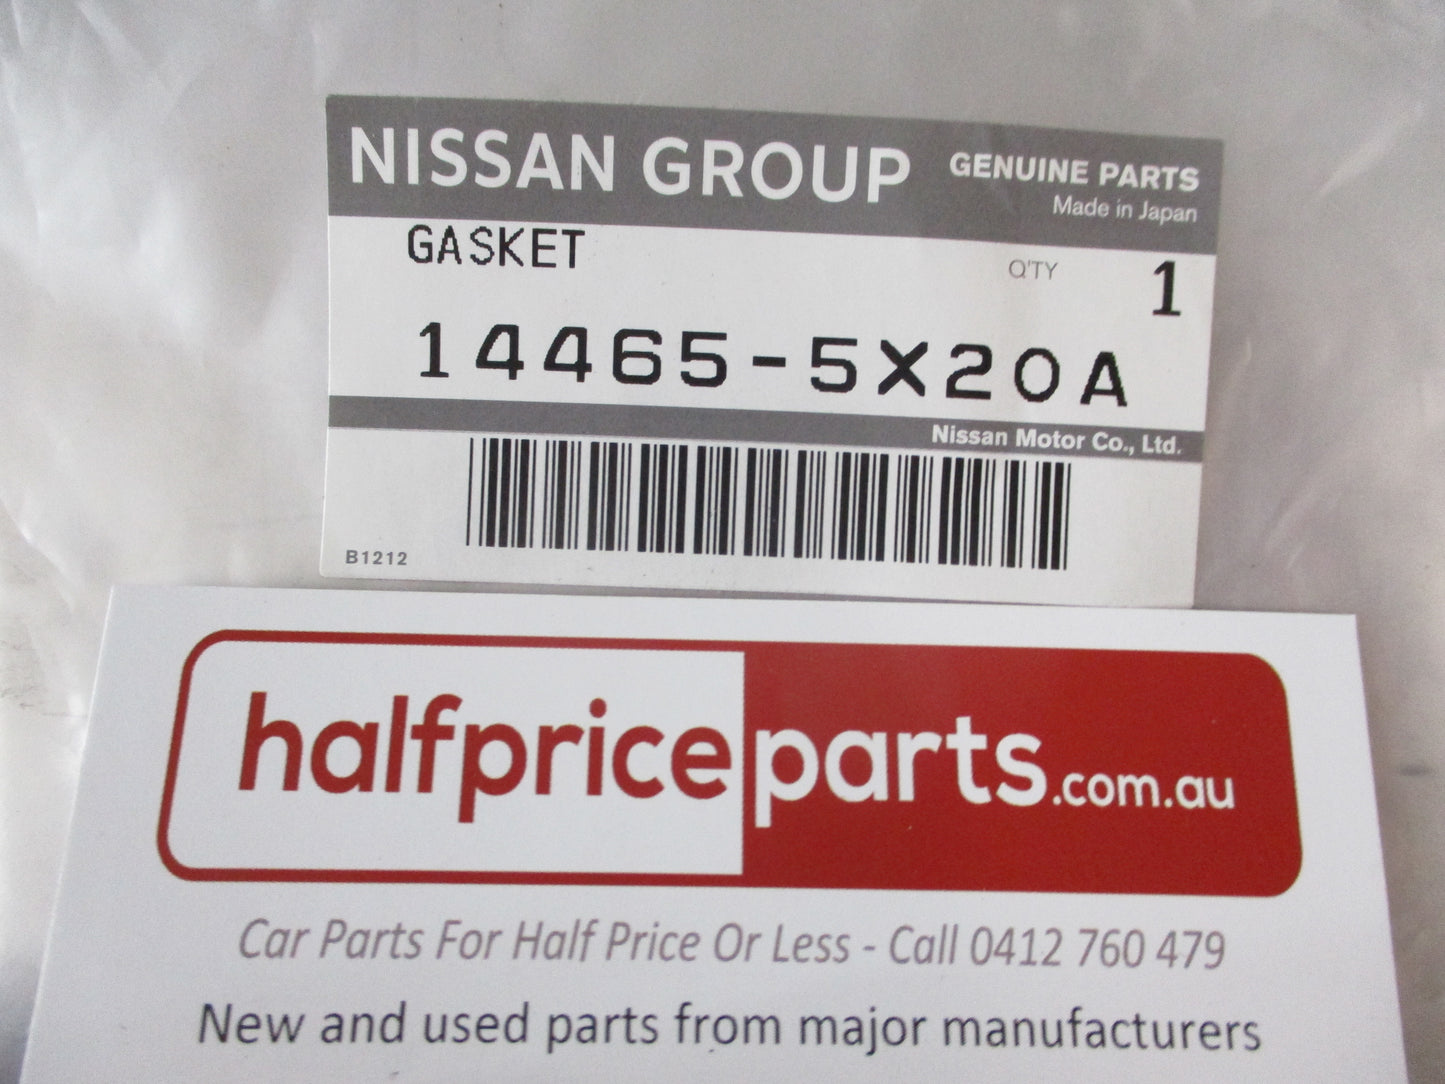 NISSAN GROUP GENUINE PARTS
Made in Japan
GASKET
Q'TY 1
14465-5X20A
Nissan Motor Co., Ltd.
B1212
halfpriceparts.com.au
Car Parts For Half Price Or Less - Call 0412 760 479
New and used parts from major manufacturers